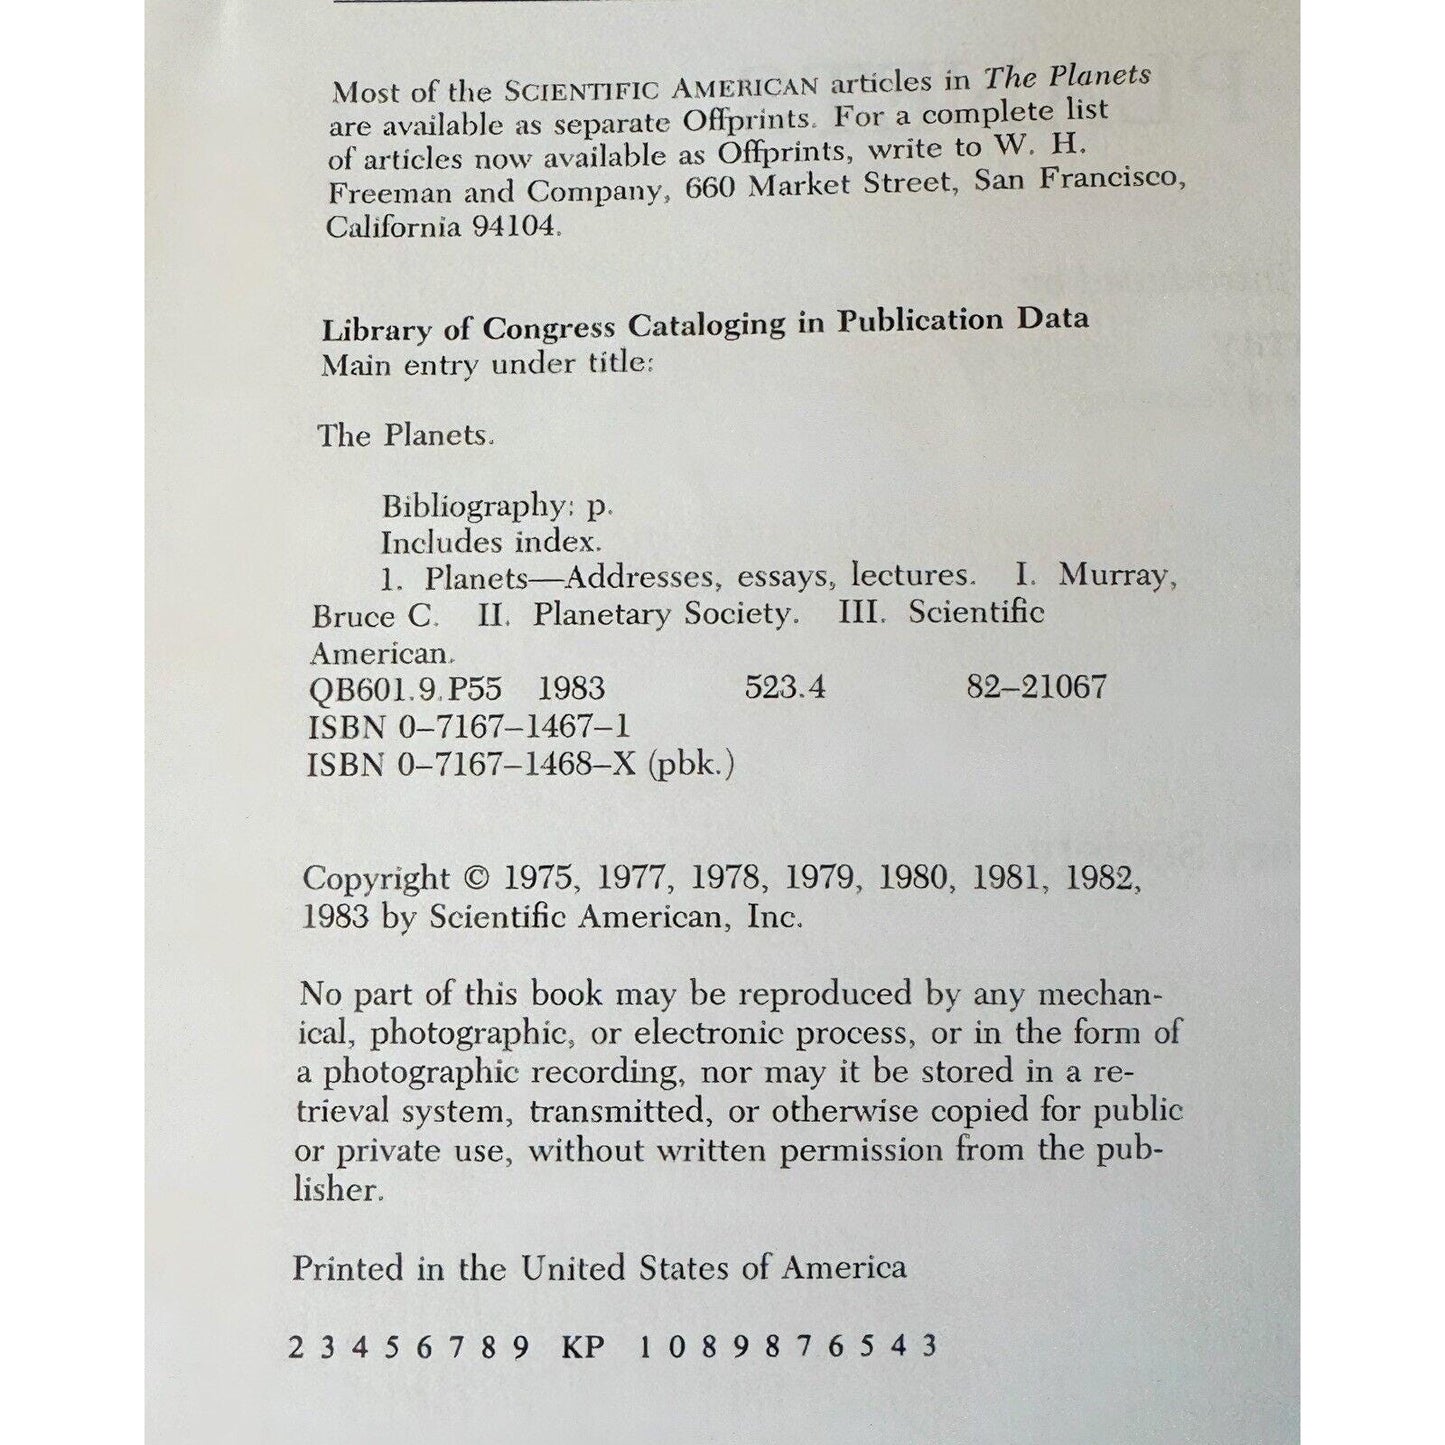 Most of the SCIENTIFIC AMERICAN articles in The Planets
are available as separate Offprints. For a complete list
of articles now available as Offprints, write to W. H.
Freeman and Company, 660 Market Street, San Francisco,
California 94104.
Library of Congress Cataloging in Publication Data
Main entry under title:
The Planets.
Bibliography: p.
Includes index.
1. Planets—Addresses, essays, lectures. I. Murray,
Bruce C. II. Planetary Society. III. Scientific
American.
QB601.9.P55 1983 523.4 82–21067
ISBN 0–7167–1467–1
ISBN 0–7167–1468–X (pbk.)
Copyright © 1975, 1977, 1978, 1979, 1980, 1981, 1982,
1983 by Scientific American, Inc.
No part of this book may be reproduced by any mechan-
ical, photographic, or electronic process, or in the form of
a photographic recording, nor may it be stored in a re-
trieval system, transmitted, or otherwise copied for public
or private use, without written permission from the pub-
lisher.
Printed in the United States of America
2 3 4 5 6 7 8 9 KP 1 0 8 9 8 7 6 5 4 3